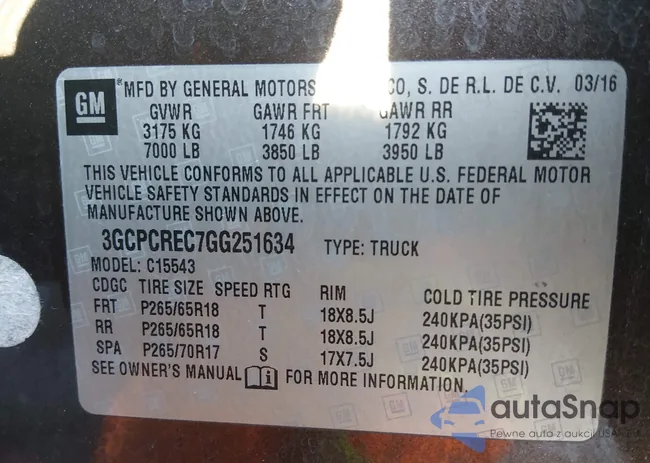 GM
®MFD BY GENERAL MOTORS CO, S. DE R.L. DE C.V. 03/16
GVWR GAWR FRT GAWR RR
3175 KG 1746 KG 1792 KG
7000 LB 3850 LB 3950 LB
THIS VEHICLE CONFORMS TO ALL APPLICABLE U.S. FEDERAL MOTOR
VEHICLE SAFETY STANDARDS IN EFFECT ON THE DATE OF
MANUFACTURE SHOWN ABOVE.
3GCPCREC7GG251634 TYPE: TRUCK
MODEL: C15543
CDGC TIRE SIZE SPEED RTG RIM COLD TIRE PRESSURE
FRT P265/65R18 T 18X8.5J 240KPA(35PSI)
RR P265/65R18 T 18X8.5J 240KPA(35PSI)
SPA P265/70R17 S 17X7.5J 240KPA(35PSI)
SEE OWNER'S MANUAL i FOR MORE INFORMATION.
autaSnap
Pewne auto z aukcji USA